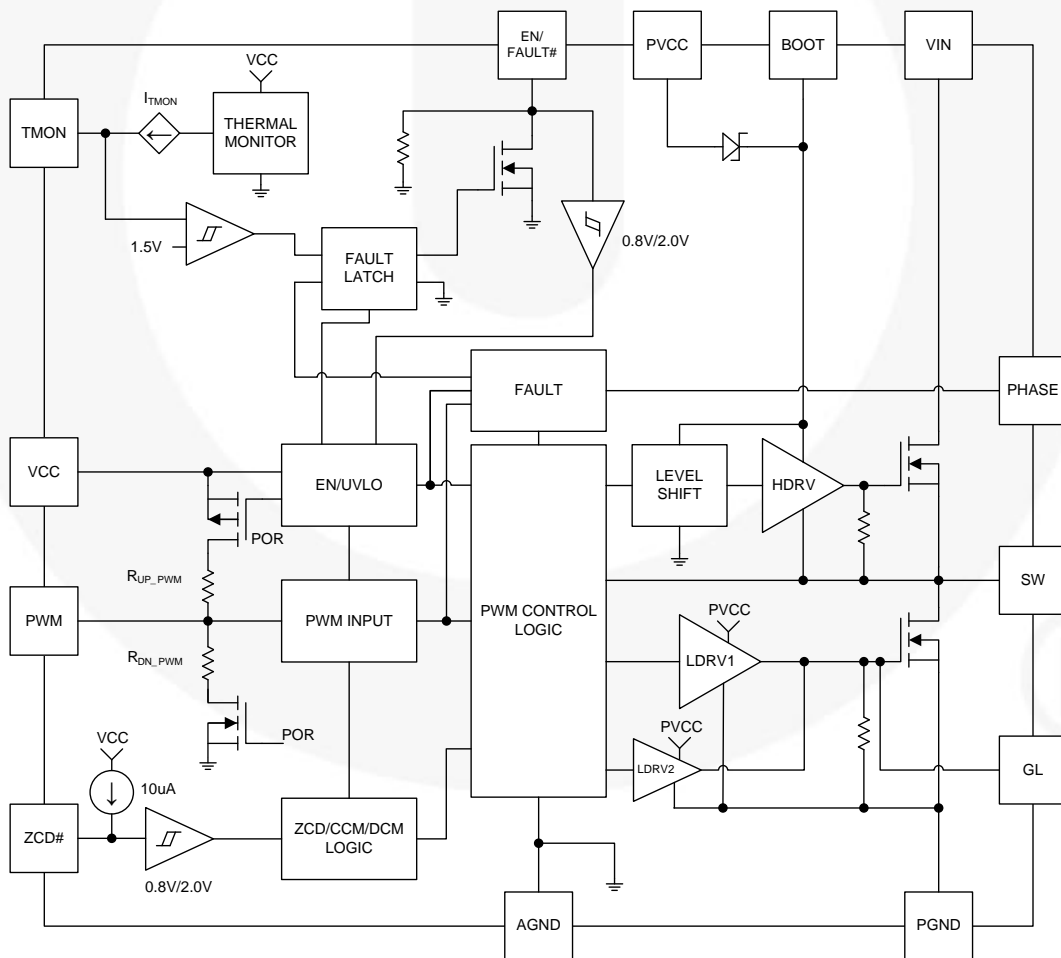 EN/
FAULT#
PVCC
BOOT
VIN
VCC
I_TMON
TMON
THERMAL
MONITOR
1.5V
FAULT
LATCH
0.8V/2.0V
FAULT
PHASE
VCC
EN/UVLO
LEVEL
SHIFT
HDRV
POR
R_UP_PWM
PWM
PWM INPUT
PWM CONTROL
LOGIC
SW
PVCC
R_DN_PWM
LDRV1
POR
PVCC
VCC
LDRV2
GL
10uA
ZCD#
ZCD/CCM/DCM
LOGIC
0.8V/2.0V
AGND
PGND